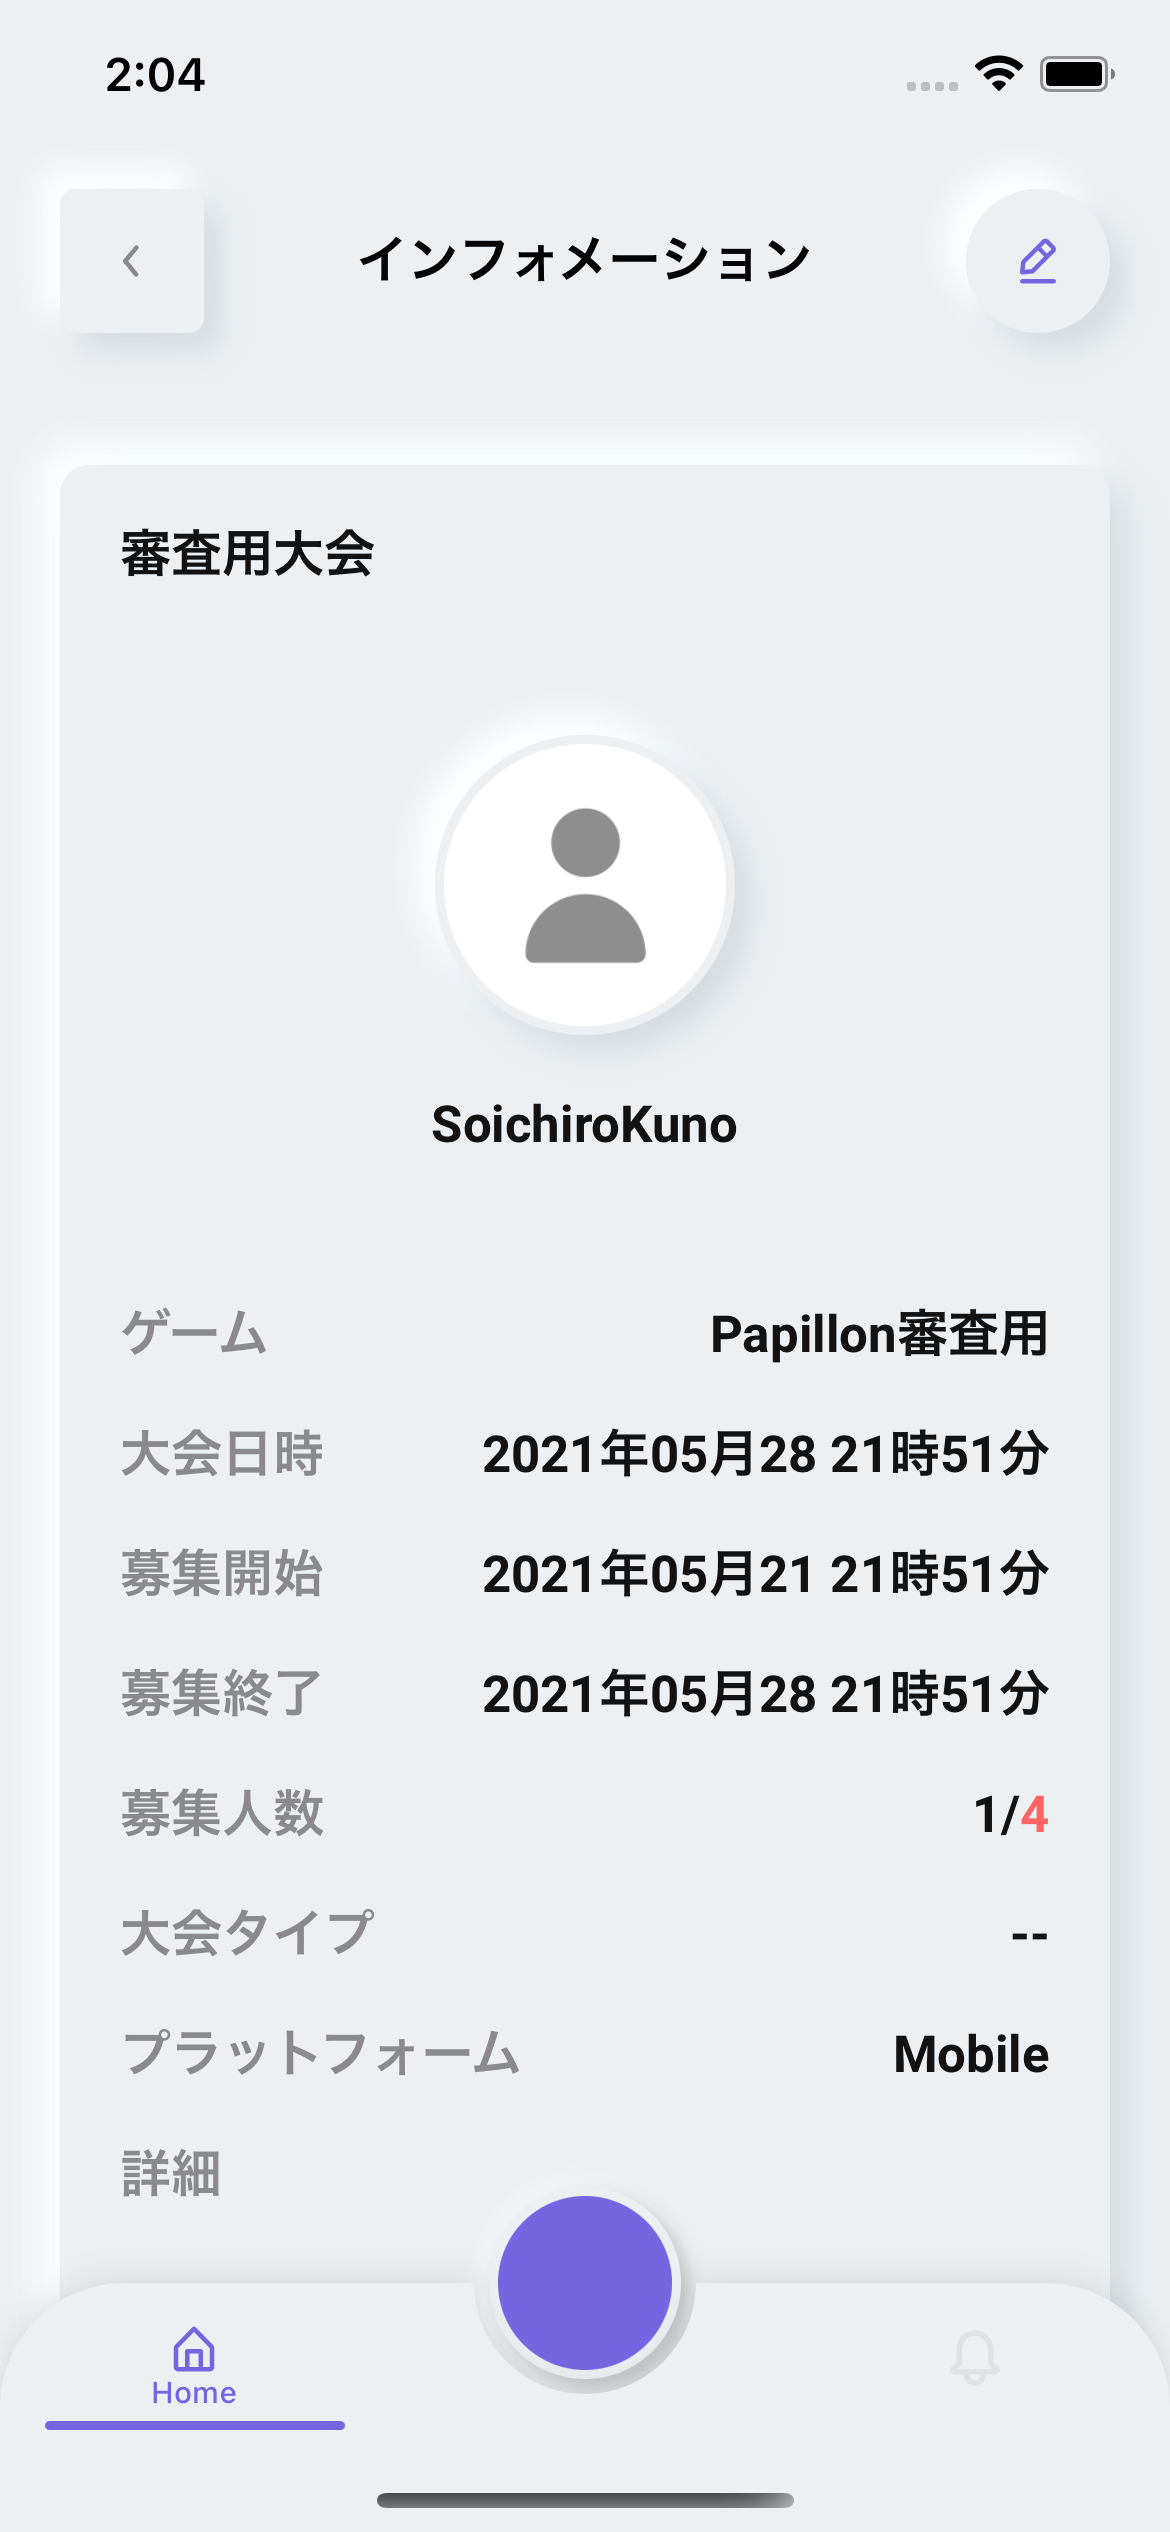 2:04
インフォメーション
審査用大会
SoichiroKuno
ゲーム Papillon審査用
大会日時 2021年05月28 21時51分
募集開始 2021年05月21 21時51分
募集終了 2021年05月28 21時51分
募集人数 1/4
大会タイプ --
プラットフォーム Mobile
詳細
Home